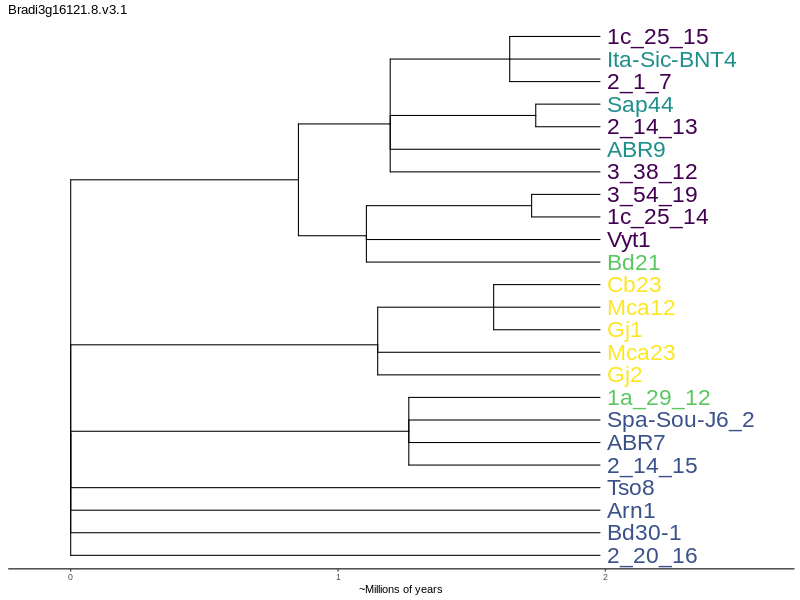 Bradi3g16121.8.v3.1
1c_25_15
Ita-Sic-BNT4
2_1_7
Sap44
2_14_13
ABR9
3_38_12
3_54_19
1c_25_14
Vyt1
Bd21
Cb23
Mca12
Gj1
Mca23
Gj2
1a_29_12
Spa-Sou-J6_2
ABR7
2_14_15
Tso8
Arn1
Bd30-1
2_20_16
0 1 2
~Millions of years